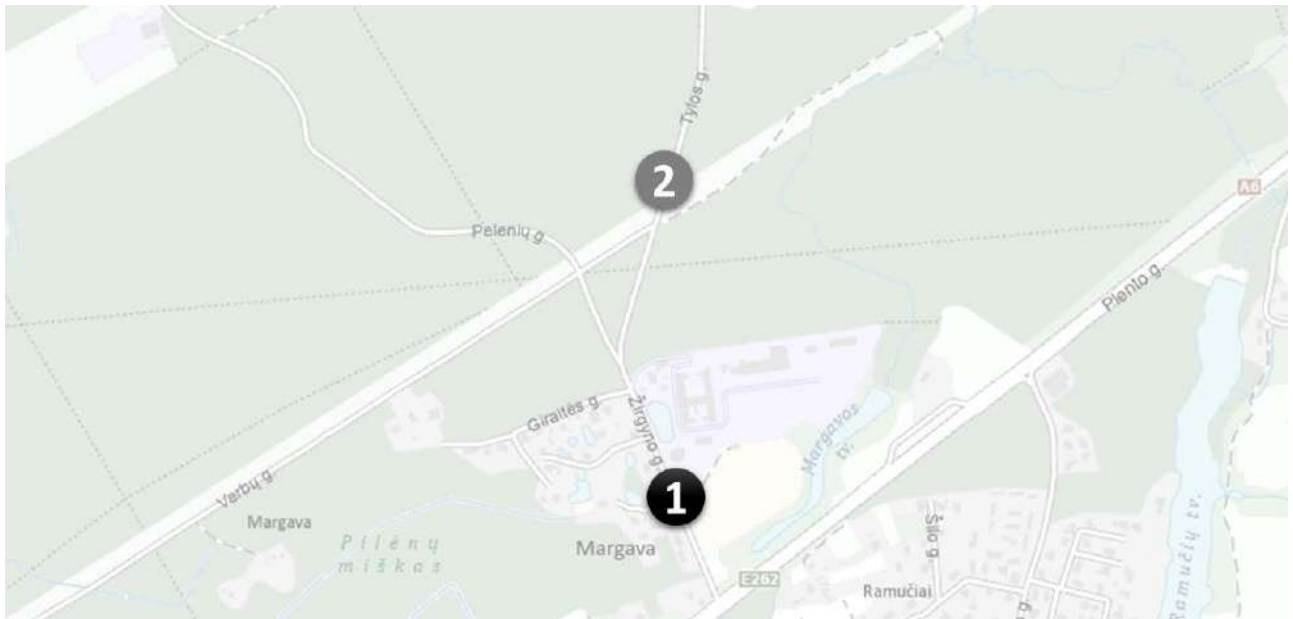 Tylos g.
2
A6
Pelenių g.
Plento g.
Giraitės g.
Žirgyno g.
Margavos
tv.
Verbų g.
1
Margava
Pilėnų
miškas
Margava
Šilo g.
E262
Ramučiai
Ramučių tv.
g.